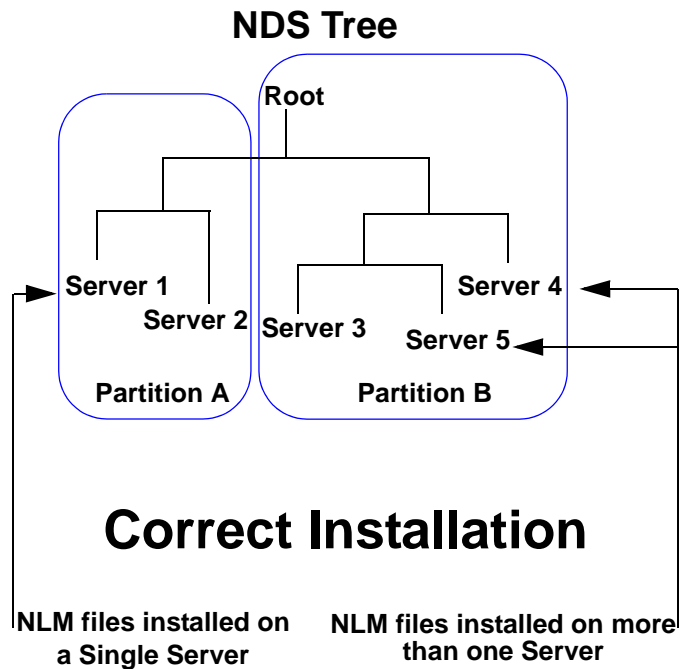 NDS Tree
Root
Server 1
Server 2
Server 3
Server 4
Server 5
Partition A
Partition B
Correct Installation
NLM files installed on
a Single Server
NLM files installed on more
than one Server